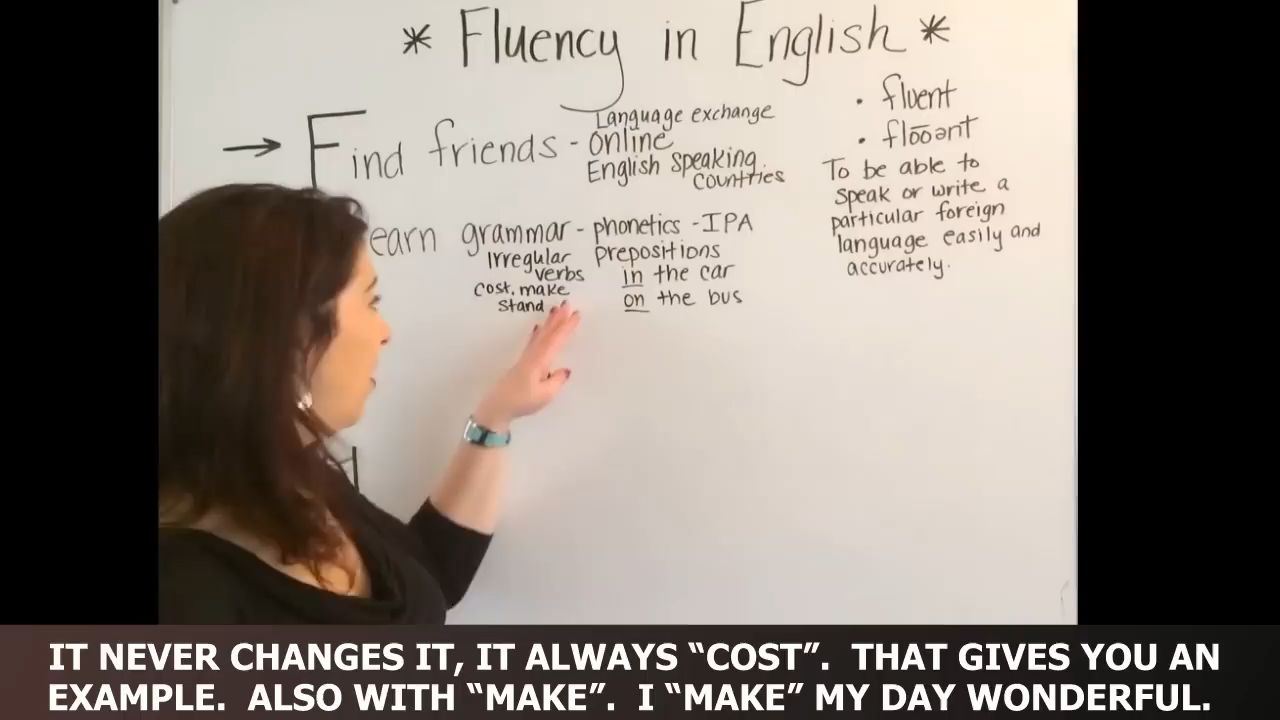 * Fluency in English *
→ Find friends - Language exchange
online
English speaking
countries
earn grammar - phonetics - IPA
Irregular verbs
cost, make
stand
prepositions
in the car
on the bus
• fluent
• flōōənt
To be able to
speak or write a
particular foreign
language easily and
accurately.
IT NEVER CHANGES IT, IT ALWAYS “COST”. THAT GIVES YOU AN
EXAMPLE. ALSO WITH “MAKE”. I “MAKE” MY DAY WONDERFUL.